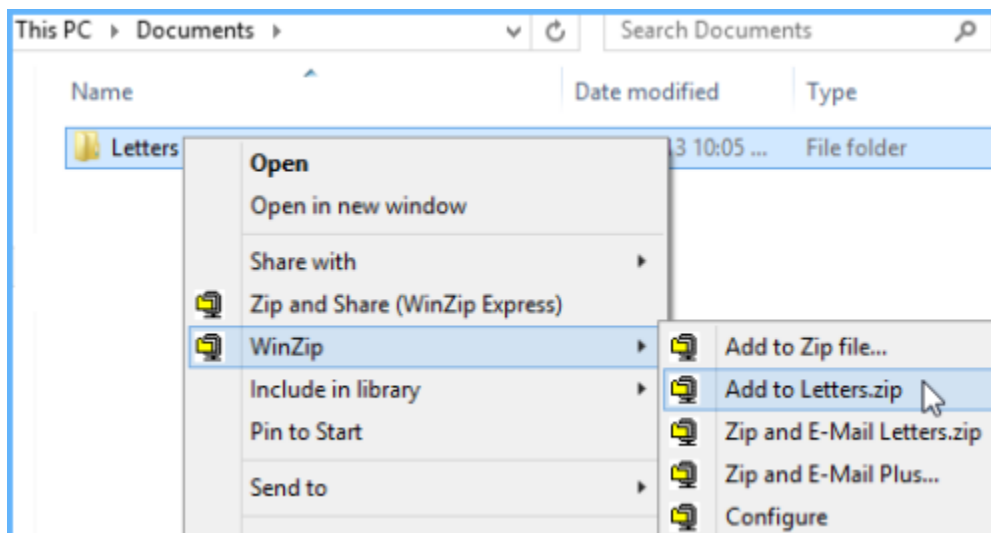 This PC Documents Search Documents
Name Date modified Type
Letters 13 10:05 ... File folder
Open
Open in new window
Share with
Zip and Share (WinZip Express)
WinZip
Add to Zip file...
Include in library
Add to Letters.zip
Pin to Start
Zip and E-Mail Letters.zip
Send to
Zip and E-Mail Plus...
Configure